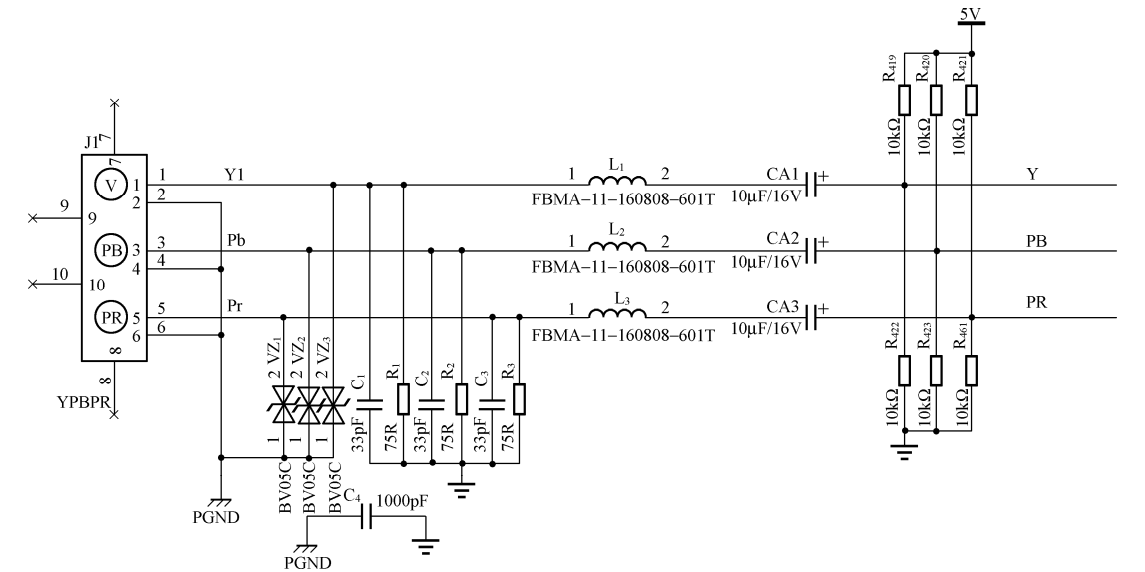 5V
R419
R420
R421
10kΩ
10kΩ
10kΩ
7
J1
7
V
1
1
Y1
1
L1
2
CA1
+
Y
2
2
FBMA-11-160808-601T
10μF/16V
9
9
PB
3
3
Pb
1
L2
2
CA2
+
PB
4
4
FBMA-11-160808-601T
10μF/16V
10
10
PR
5
5
Pr
1
L3
2
CA3
+
PR
6
6
FBMA-11-160808-601T
10μF/16V
8
8
YPBPR
2 VZ1
2 VZ2
2 VZ3
1
1
1
BV05C
BV05C
BV05C
C1
33pF
R1
75R
C2
33pF
R2
75R
C3
33pF
R3
75R
R422
R423
R461
10kΩ
10kΩ
10kΩ
PGND
C4
1000pF
PGND